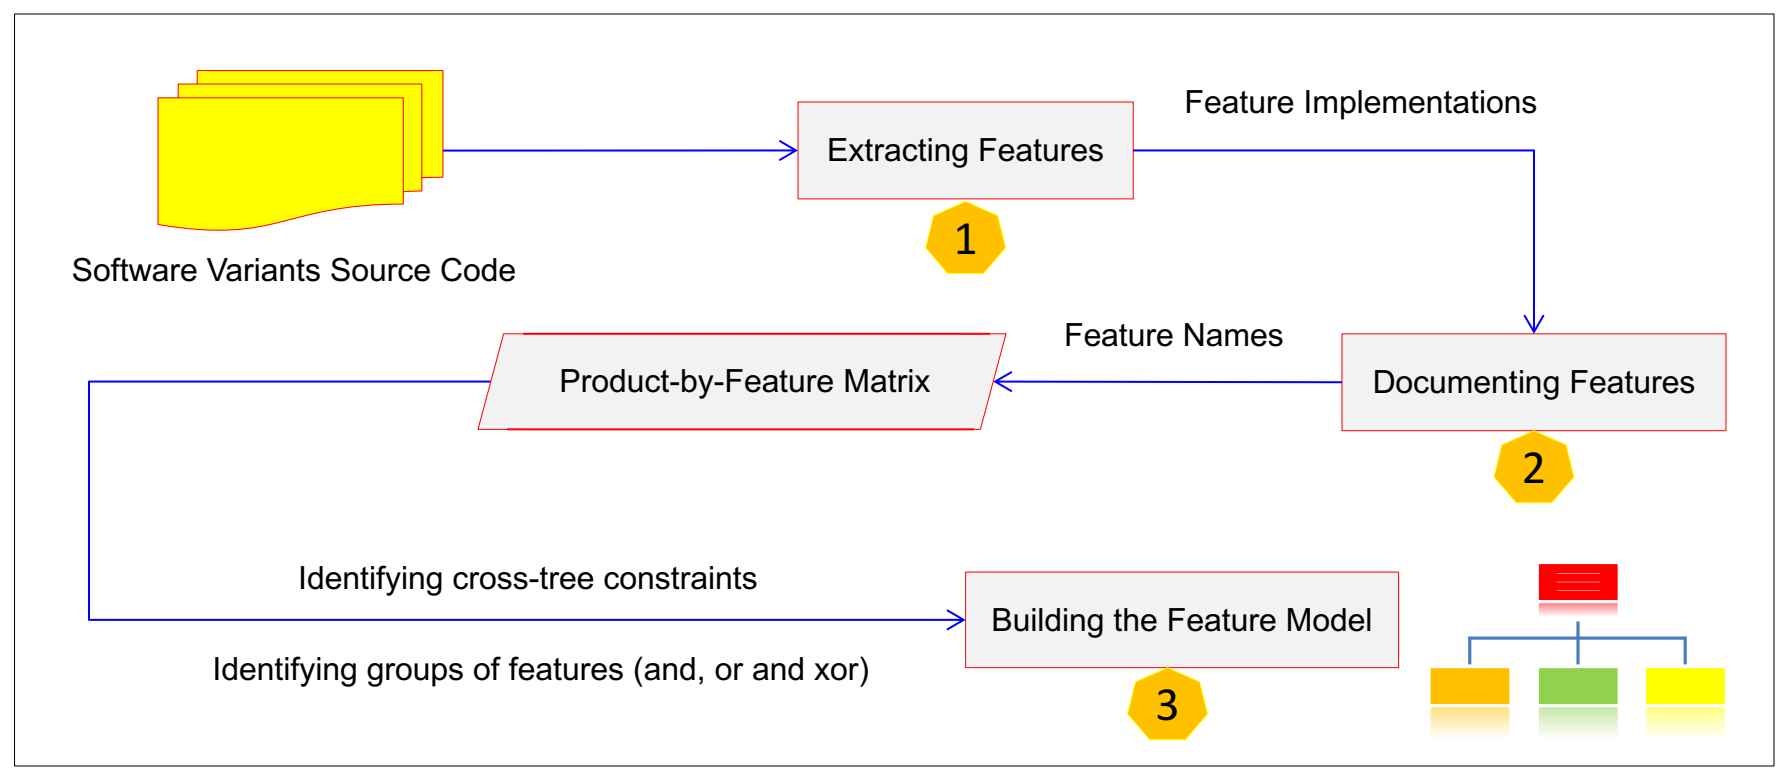 Feature Implementations
Extracting Features
1
Software Variants Source Code
Feature Names
Product-by-Feature Matrix
Documenting Features
2
Identifying cross-tree constraints
Building the Feature Model
Identifying groups of features (and, or and xor)
3